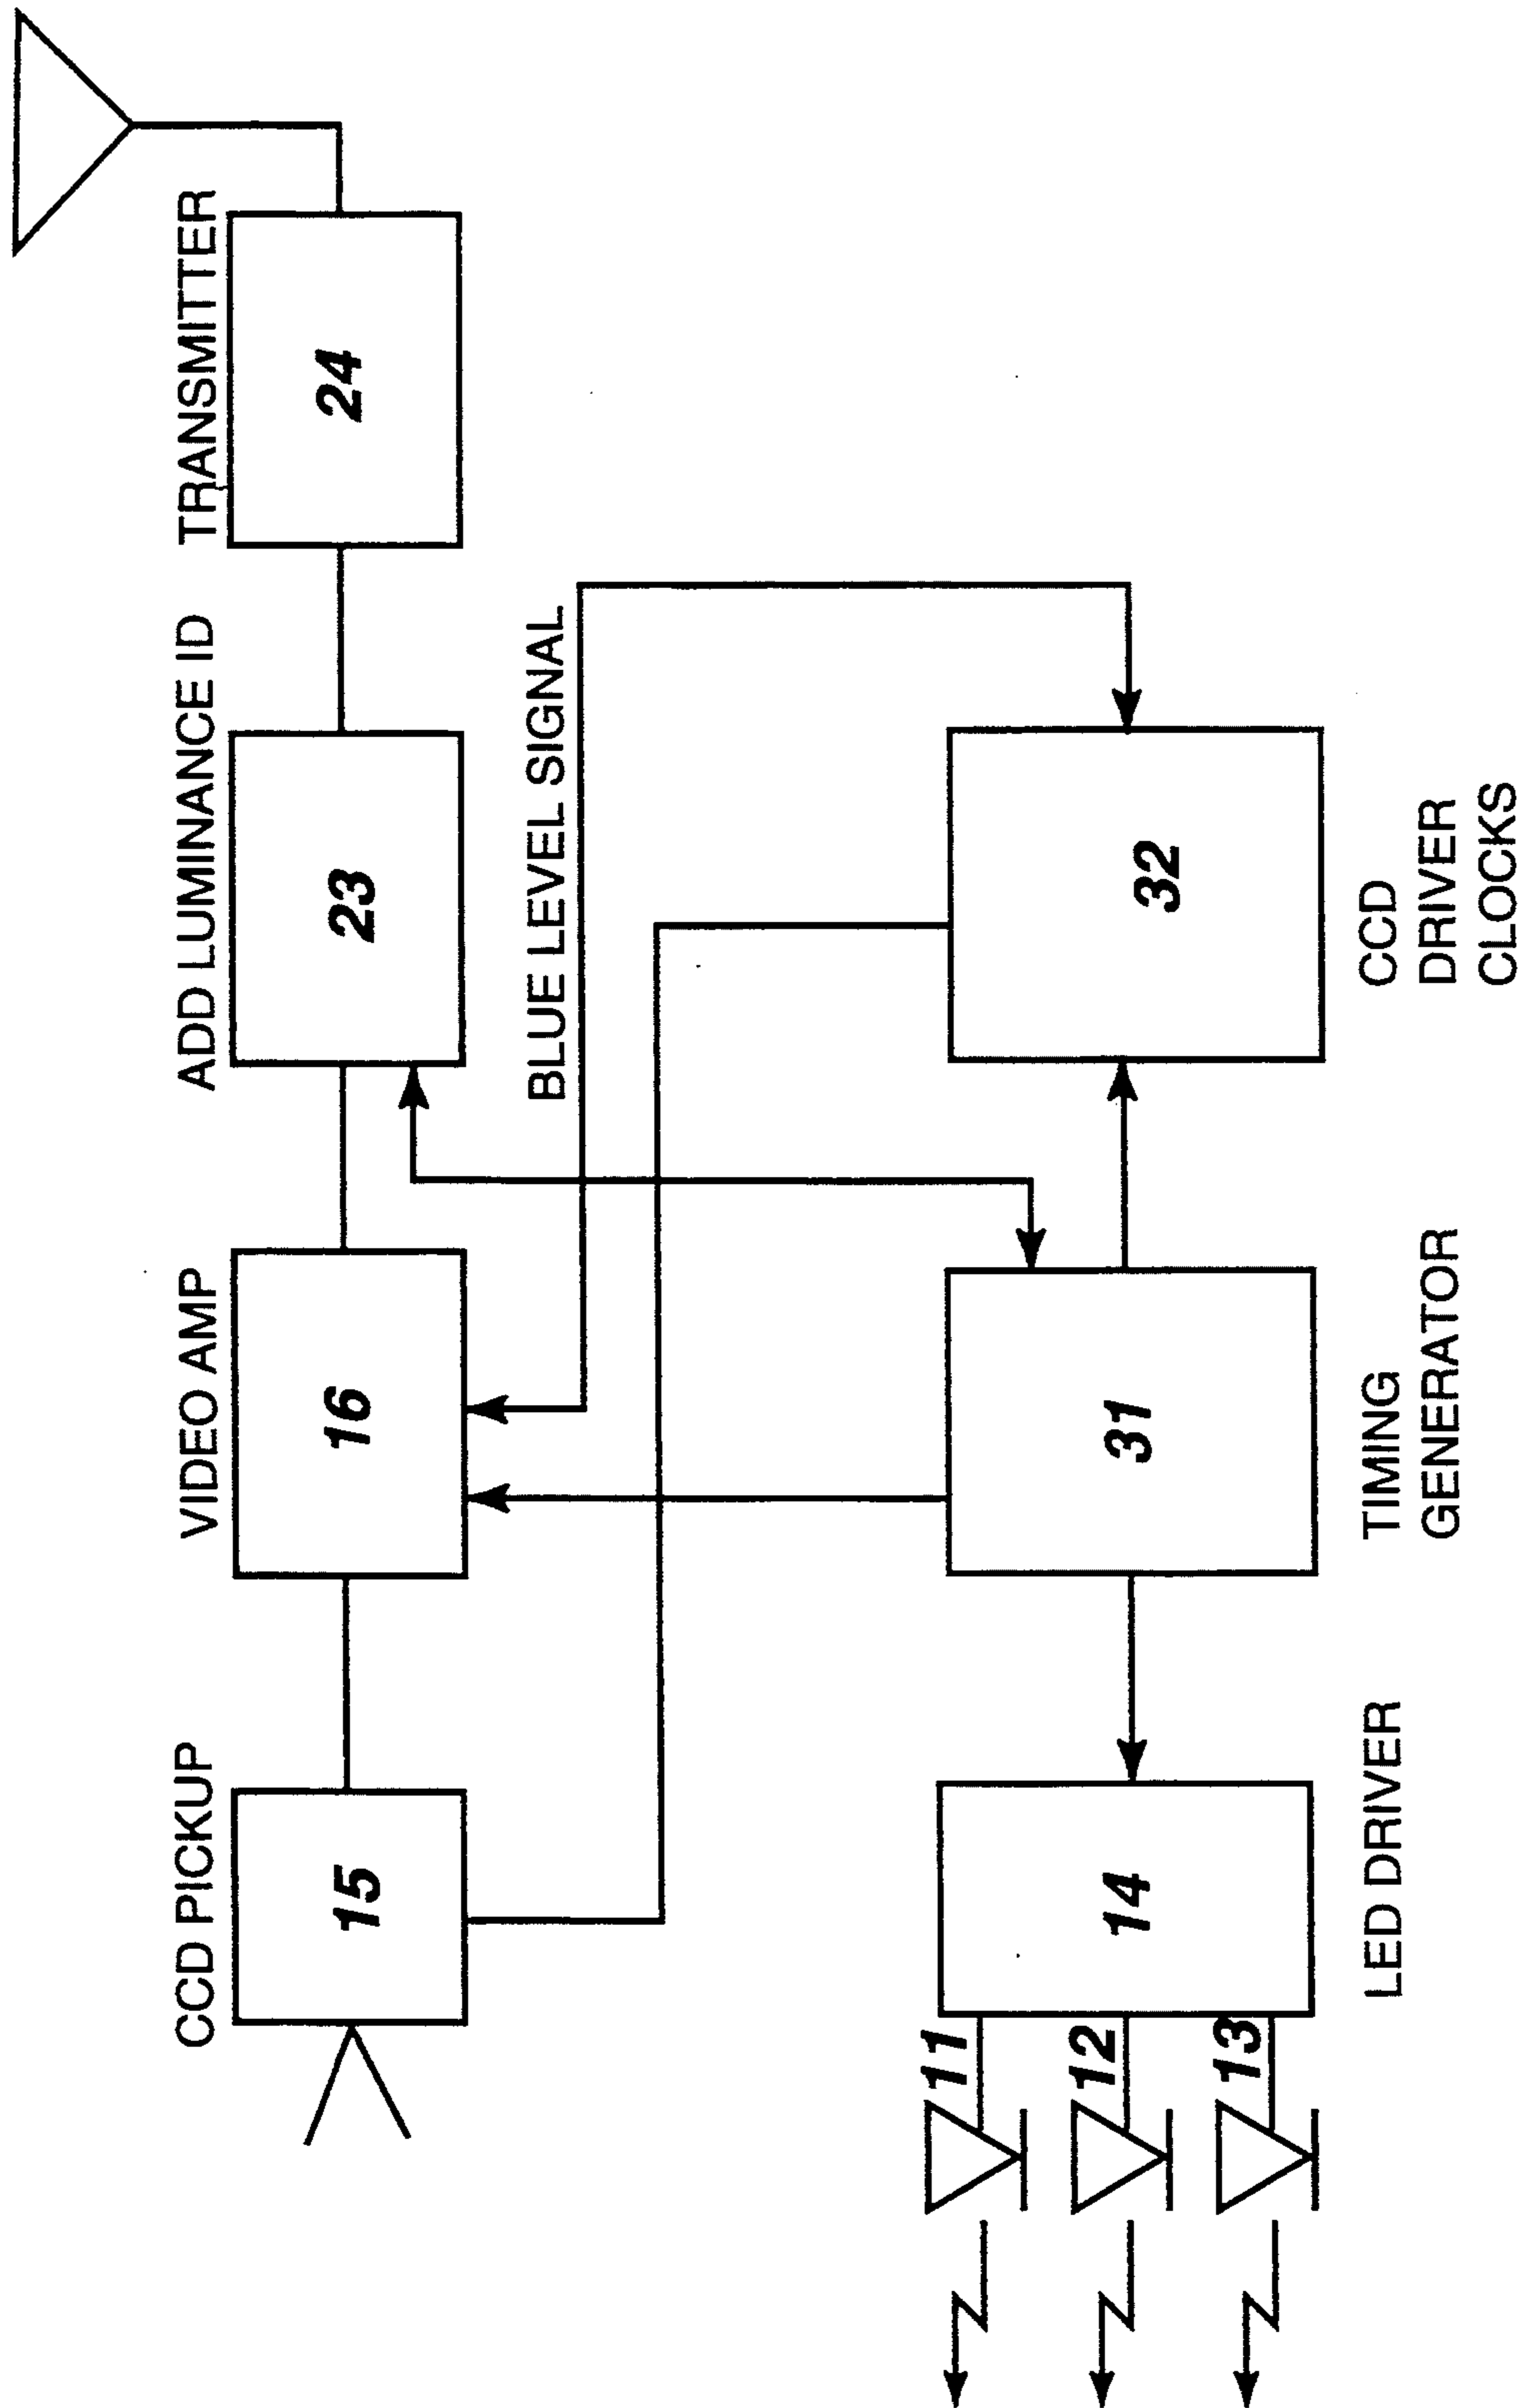 CCD PICKUP
VIDEO AMP
ADD LUMINANCE ID
TRANSMITTER
15
16
23
24
BLUE LEVEL SIGNAL
11
12
13
14
31
32
LED DRIVER
TIMING
GENERATOR
CCD
DRIVER
CLOCKS